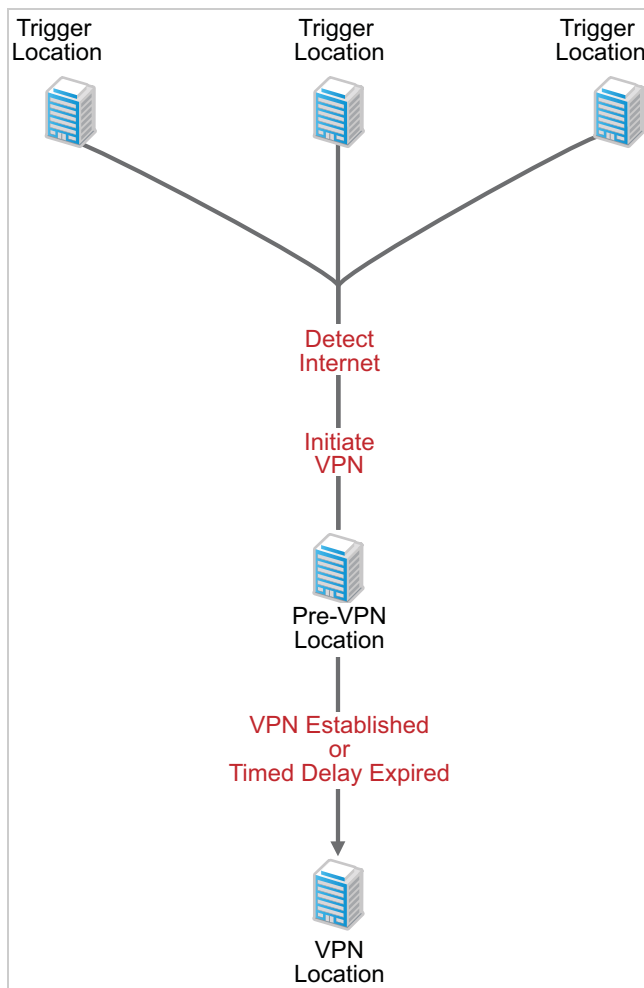 Trigger
Location
Trigger
Location
Trigger
Location
Detect
Internet
Initiate
VPN
Pre-VPN
Location
VPN Established
or
Timed Delay Expired
VPN
Location